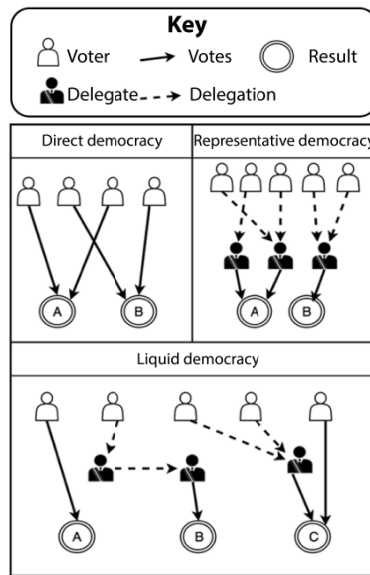 Key
Voter Votes Result
Delegate Delegation
Direct democracy Representative democracy
A B A B
Liquid democracy
A B C